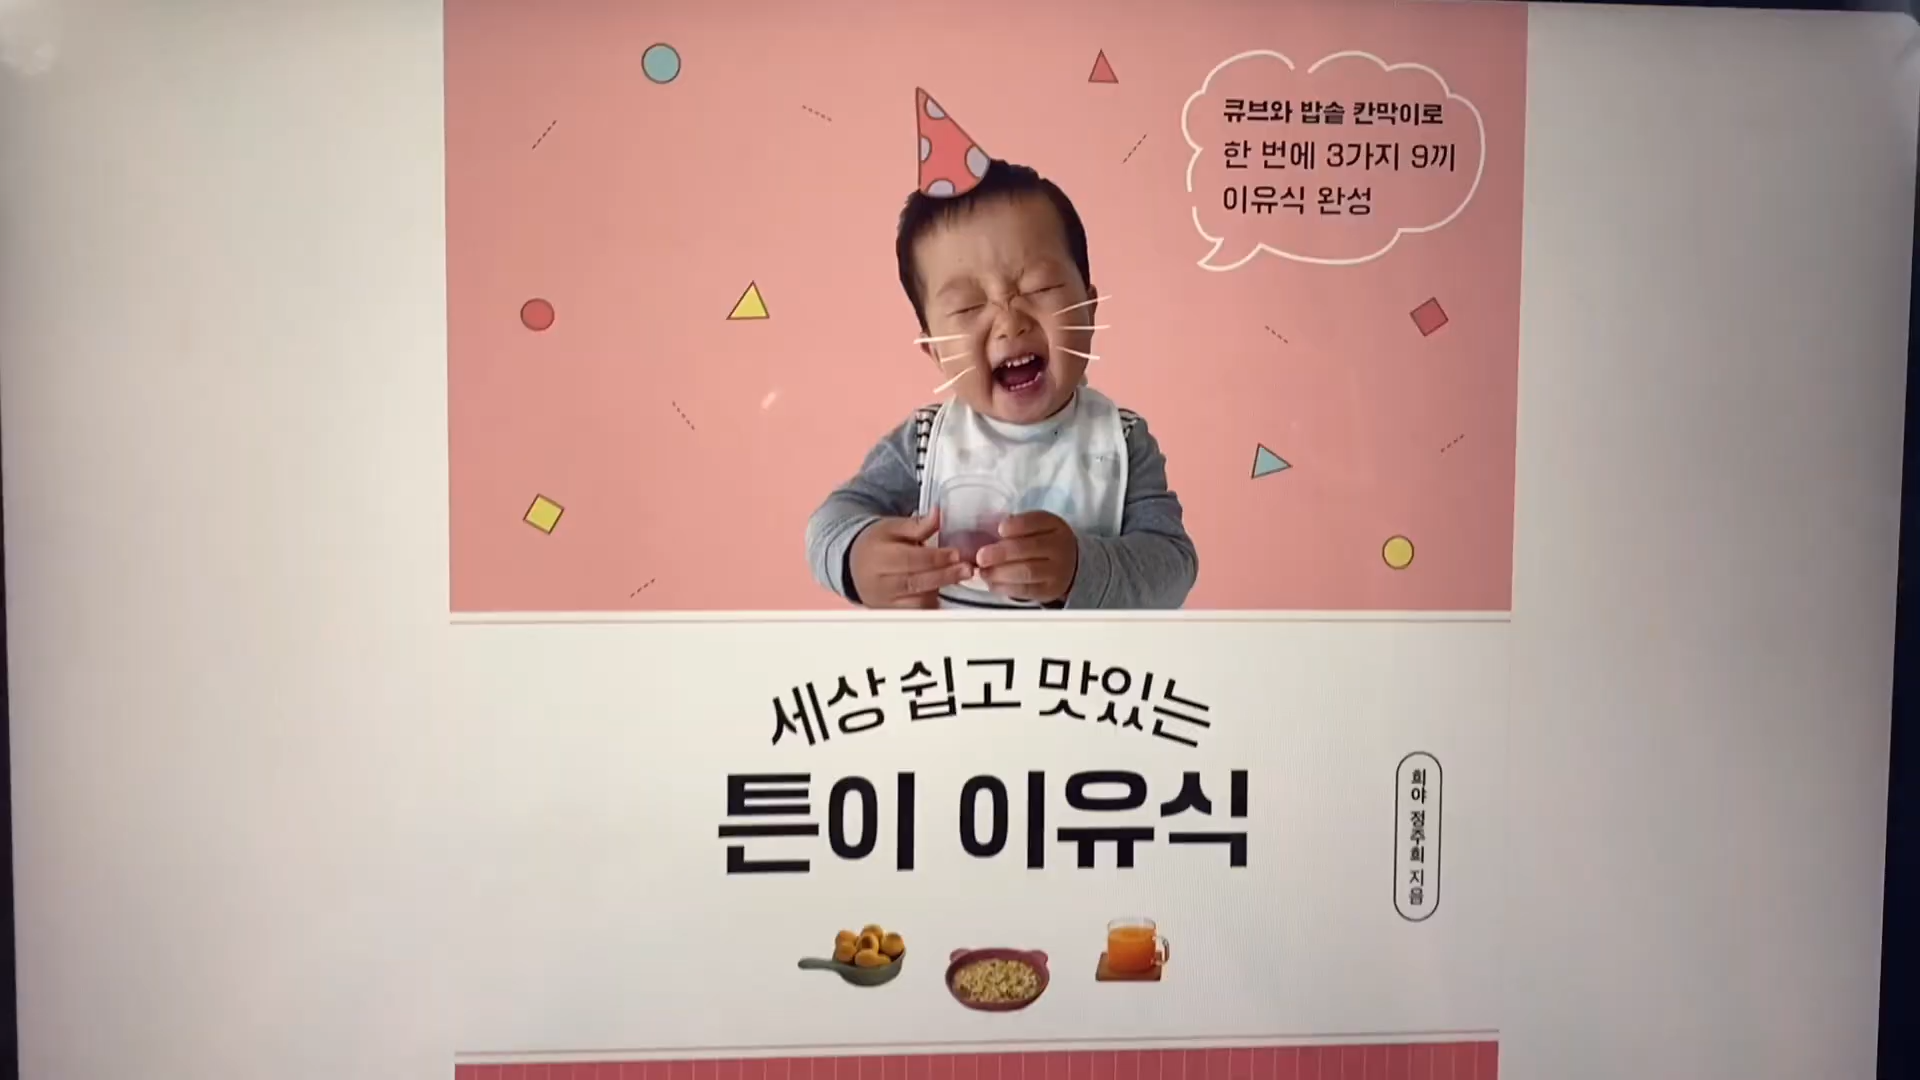 큐브와 밥솥 칸막이로
한 번에 3가지 9끼
이유식 완성
세상 쉽고 맛있는
튼이 이유식
희야 정주희 지음